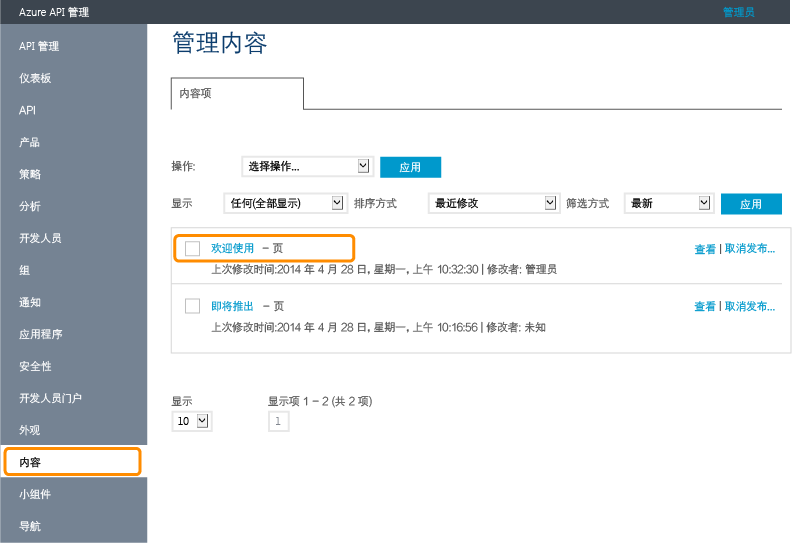 Azure API 管理 管理员
API 管理
仪表板
API
产品
策略
分析
开发人员
组
通知
应用程序
安全性
开发人员门户
外观
内容
小组件
导航
管理内容
内容项
操作: 选择操作... 应用
显示 任何(全部显示) 排序方式 最近修改 筛选方式 最新 应用
欢迎使用 – 页 查看 | 取消发布...
上次修改时间:2014 年 4 月 28 日, 星期一, 上午 10:32:30 | 修改者: 管理员
即将推出 – 页 查看 | 取消发布...
上次修改时间:2014 年 4 月 28 日, 星期一, 上午 10:16:56 | 修改者: 未知
显示 显示项 1 – 2 (共 2 项)
10 1